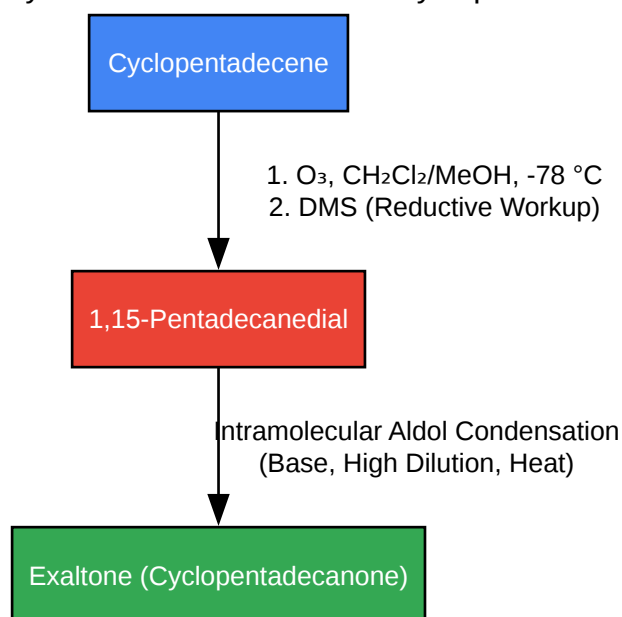 Cyclopentadecene
1. O₃, CH₂Cl₂/MeOH, -78 °C
2. DMS (Reductive Workup)
1,15-Pentadecanedial
Intramolecular Aldol Condensation
(Base, High Dilution, Heat)
Exaltone (Cyclopentadecanone)